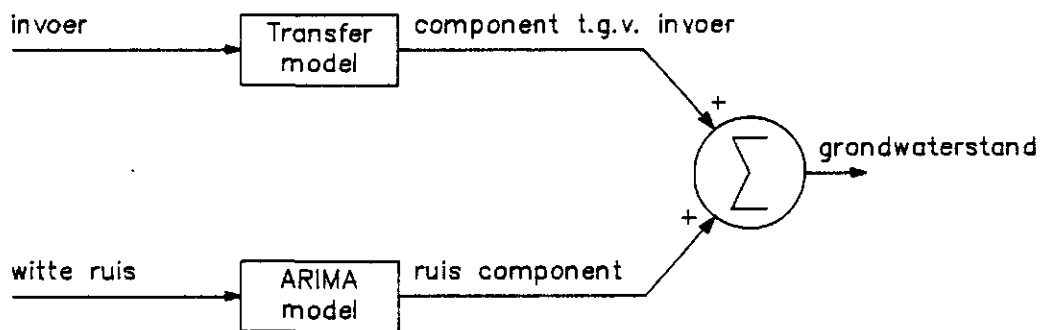 invoer
Transfer
model
component t.g.v. invoer
+
∑
grondwaterstand
+
witte ruis
ARIMA
model
ruis component